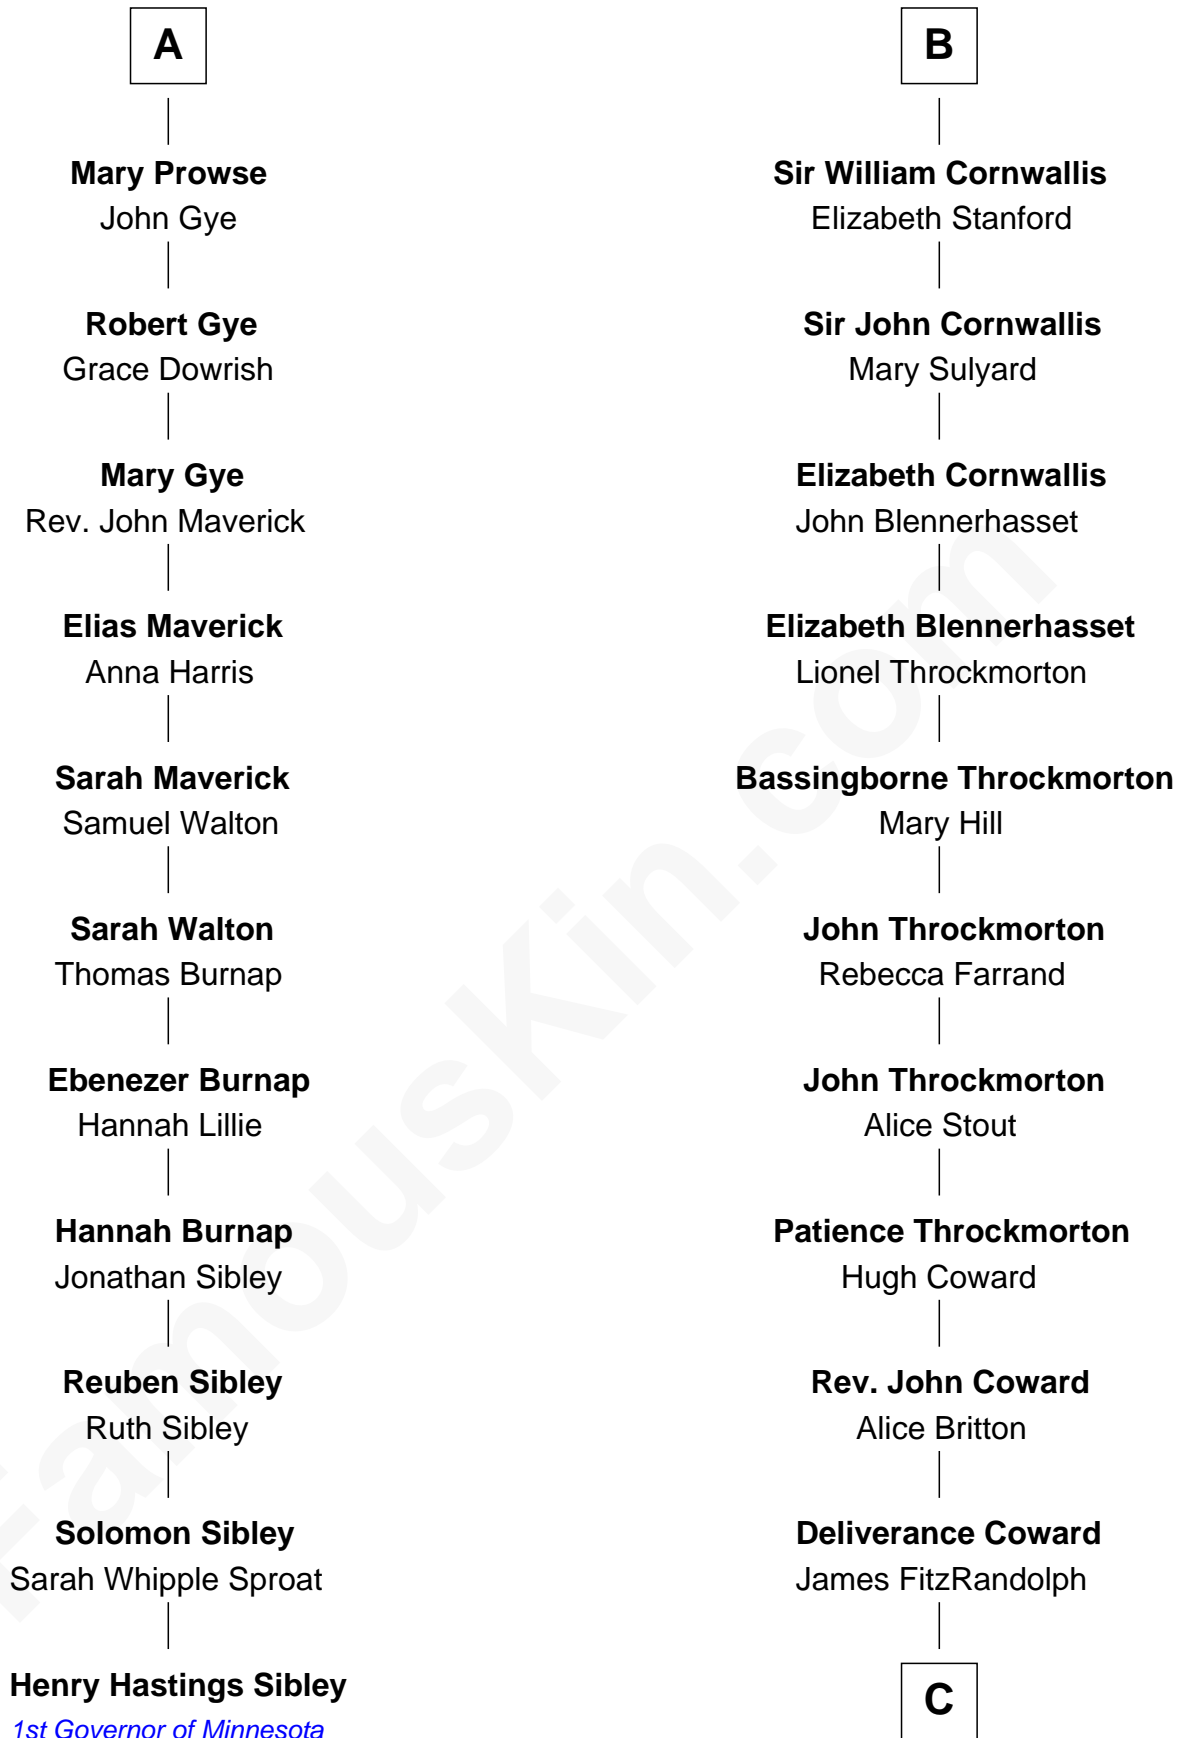 A
Mary Prowse
John Gye
Robert Gye
Grace Dowrish
Mary Gye
Rev. John Maverick
Elias Maverick
Anna Harris
Sarah Maverick
Samuel Walton
Sarah Walton
Thomas Burnap
Ebenezer Burnap
Hannah Lillie
Hannah Burnap
Jonathan Sibley
Reuben Sibley
Ruth Sibley
Solomon Sibley
Sarah Whipple Sproat
Henry Hastings Sibley
1st Governor of Minnesota
B
Sir William Cornwallis
Elizabeth Stanford
Sir John Cornwallis
Mary Sulyard
Elizabeth Cornwallis
John Blennerhasset
Elizabeth Blennerhasset
Lionel Throckmorton
Bassingborne Throckmorton
Mary Hill
John Throckmorton
Rebecca Farrand
John Throckmorton
Alice Stout
Patience Throckmorton
Hugh Coward
Rev. John Coward
Alice Britton
Deliverance Coward
James FitzRandolph
C
FamousKin.com